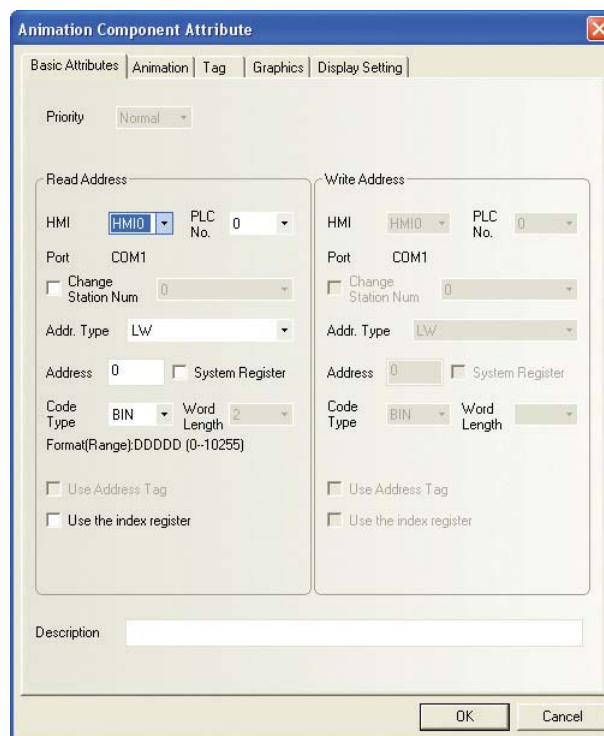 Animation Component Attribute
Basic Attributes Animation Tag Graphics Display Setting
Priority Normal
Read Address
HMI HMI0 PLC No. 0
Port COM1
Change Station Num 0
Addr. Type LW
Address 0 System Register
Code Type BIN Word Length 2
Format(Range):DDDDD (0--10255)
Use Address Tag
Use the index register
Write Address
HMI HMI0 PLC No. 0
Port COM1
Change Station Num 0
Addr. Type LW
Address 0 System Register
Code Type BIN Word Length
Use Address Tag
Use the index register
Description
OK Cancel